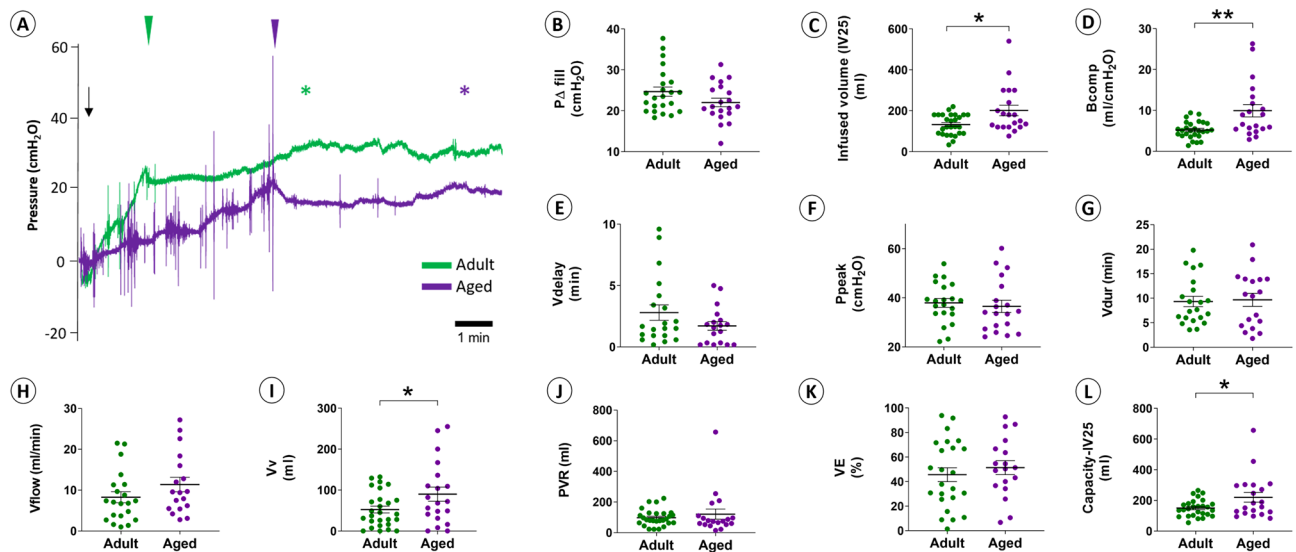 A
Pressure (cmH₂O)
60
40
20
0
-20
*
*
Adult
Aged
1 min
B
PΔ fill
(cmH₂O)
40
30
20
10
Adult Aged
C
Infused volume (IV25)
ml
600
400
200
0
*
Adult Aged
D
Bcomp
(ml/cmH₂O)
30
20
10
0
**
Adult Aged
E
Vdelay
(min)
10
5
0
Adult Aged
F
Ppeak
(cmH₂O)
60
40
20
Adult Aged
G
Vdur (min)
25
20
15
10
5
0
Adult Aged
H
Vflow (ml/min)
30
20
10
0
Adult Aged
I
Vv
(ml)
300
200
100
0
*
Adult Aged
J
PVR (ml)
800
600
400
200
0
Adult Aged
K
VE
(%)
100
80
60
40
20
0
Adult Aged
L
Capacity-IV25
(ml)
800
600
400
200
0
*
Adult Aged